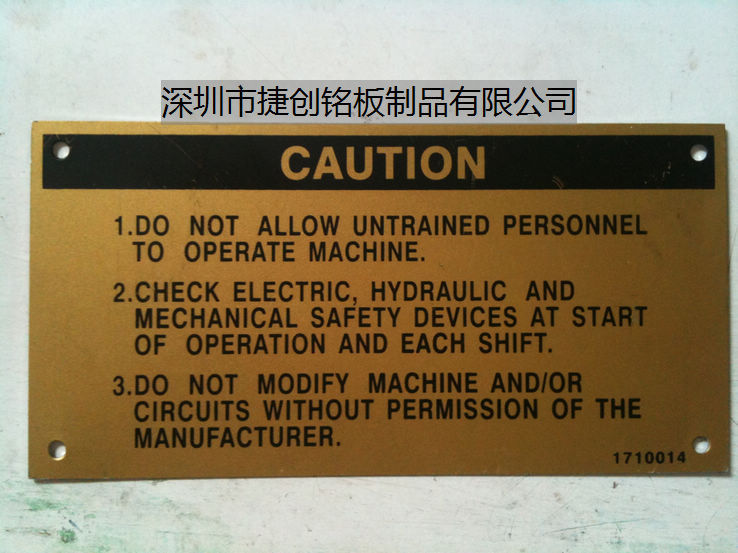 深圳市捷创铭板制品有限公司
CAUTION
1.DO NOT ALLOW UNTRAINED PERSONNEL
TO OPERATE MACHINE.
2.CHECK ELECTRIC, HYDRAULIC AND
MECHANICAL SAFETY DEVICES AT START
OF OPERATION AND EACH SHIFT.
3.DO NOT MODIFY MACHINE AND/OR
CIRCUITS WITHOUT PERMISSION OF THE
MANUFACTURER.
1710014